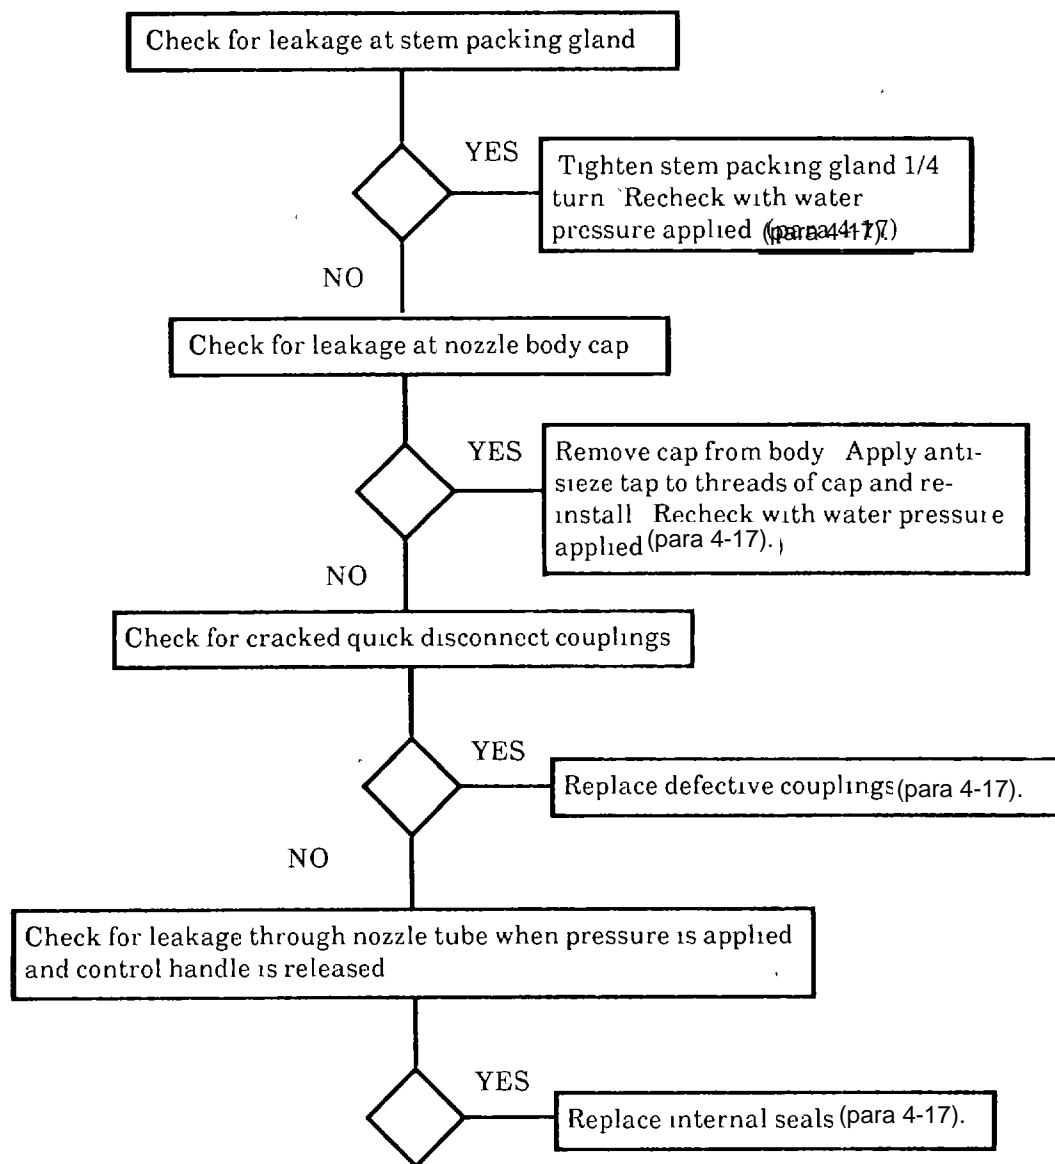 Check for leakage at stem packing gland
YES
Tighten stem packing gland 1/4
turn Recheck with water
pressure applied (para 4-17).
NO
Check for leakage at nozzle body cap
YES
Remove cap from body Apply anti-
sieze tap to threads of cap and re-
install Recheck with water pressure
applied (para 4-17). )
NO
Check for cracked quick disconnect couplings
YES
Replace defective couplings (para 4-17).
NO
Check for leakage through nozzle tube when pressure is applied
and control handle is released
YES
Replace internal seals (para 4-17).